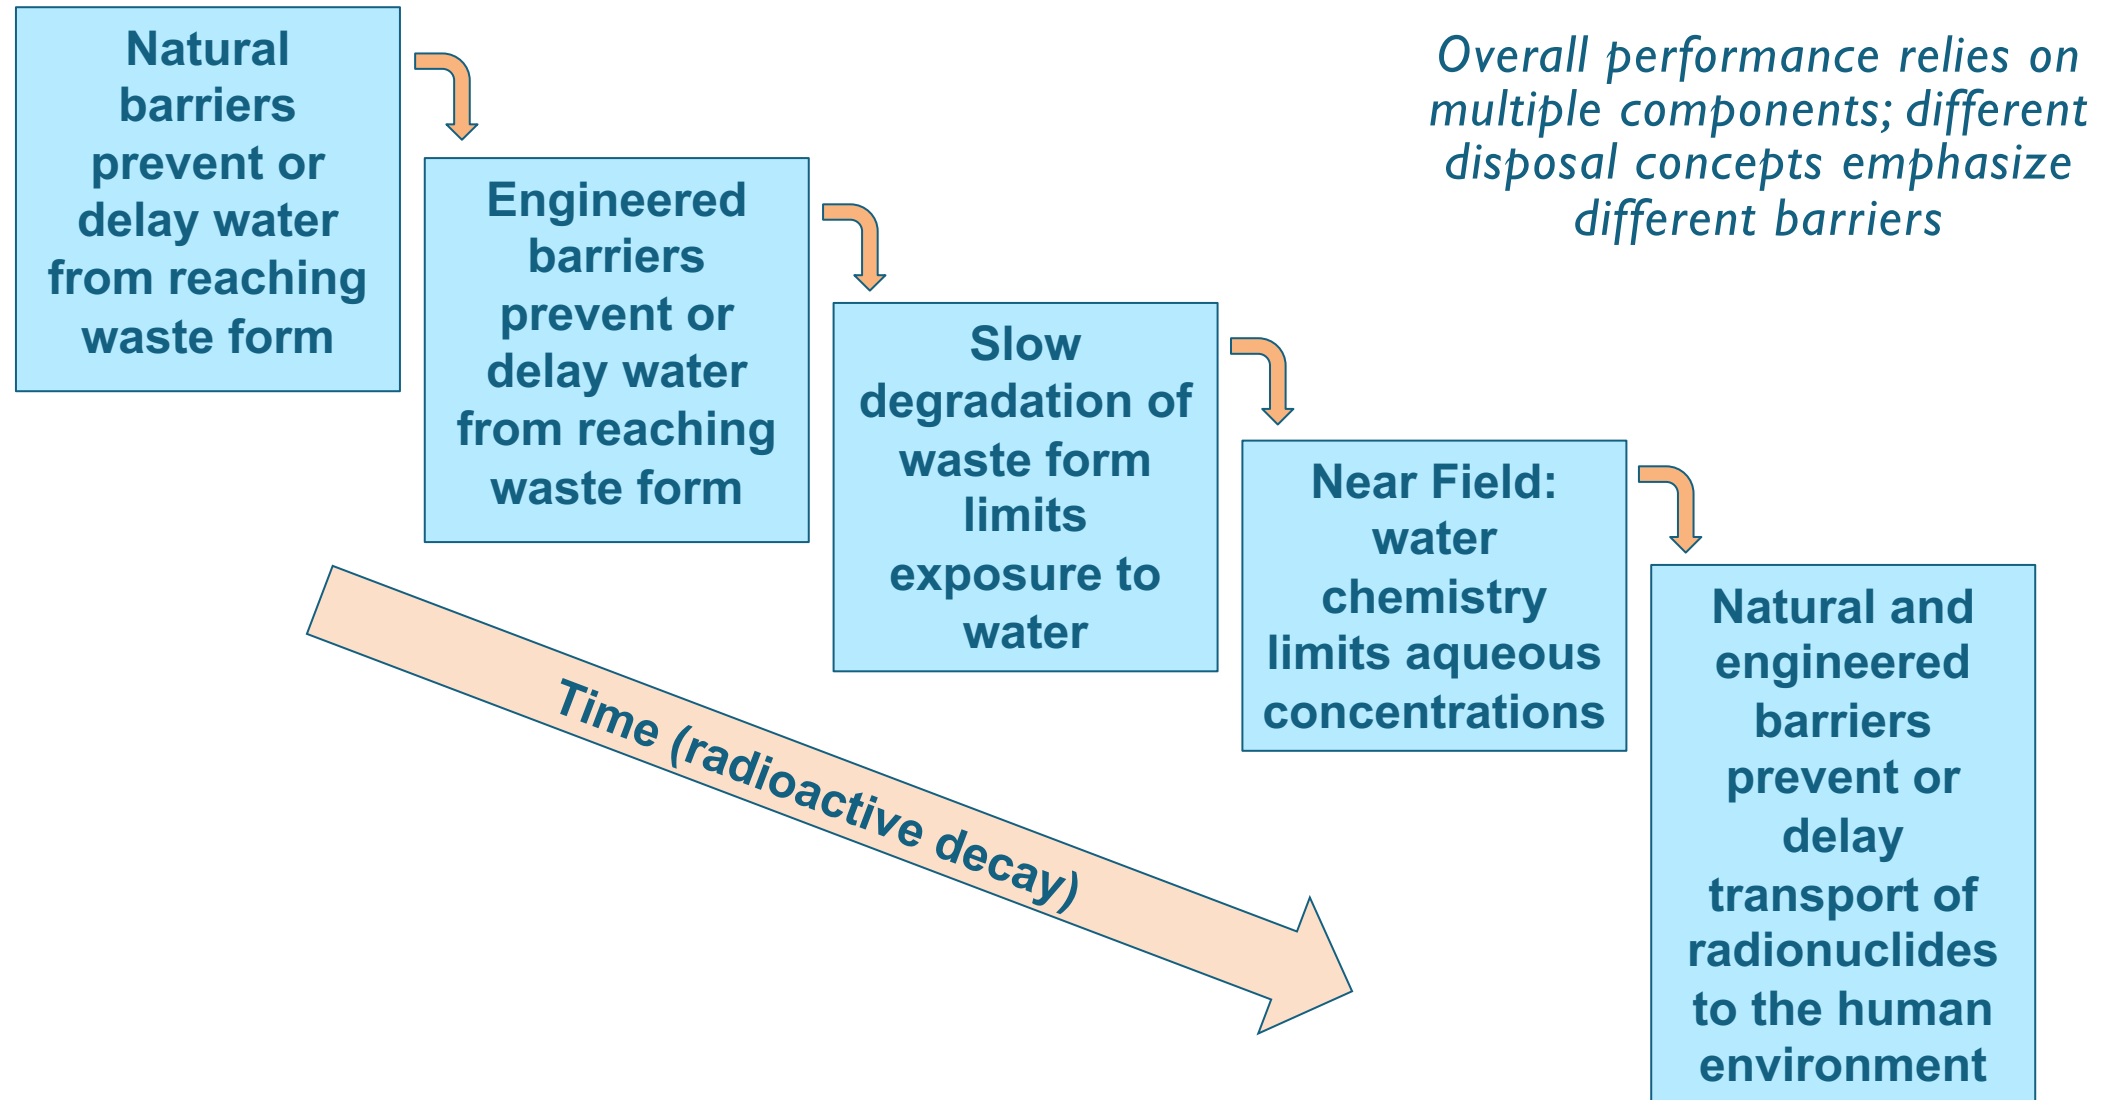 Natural
barriers
prevent or
delay water
from reaching
waste form
Overall performance relies on
multiple components; different
disposal concepts emphasize
different barriers
Engineered
barriers
prevent or
delay water
from reaching
waste form
Slow
degradation of
waste form
limits
exposure to
water
Near Field:
water
chemistry
limits aqueous
concentrations
Natural and
engineered
barriers
prevent or
delay
transport of
radionuclides
to the human
environment
Time (radioactive decay)